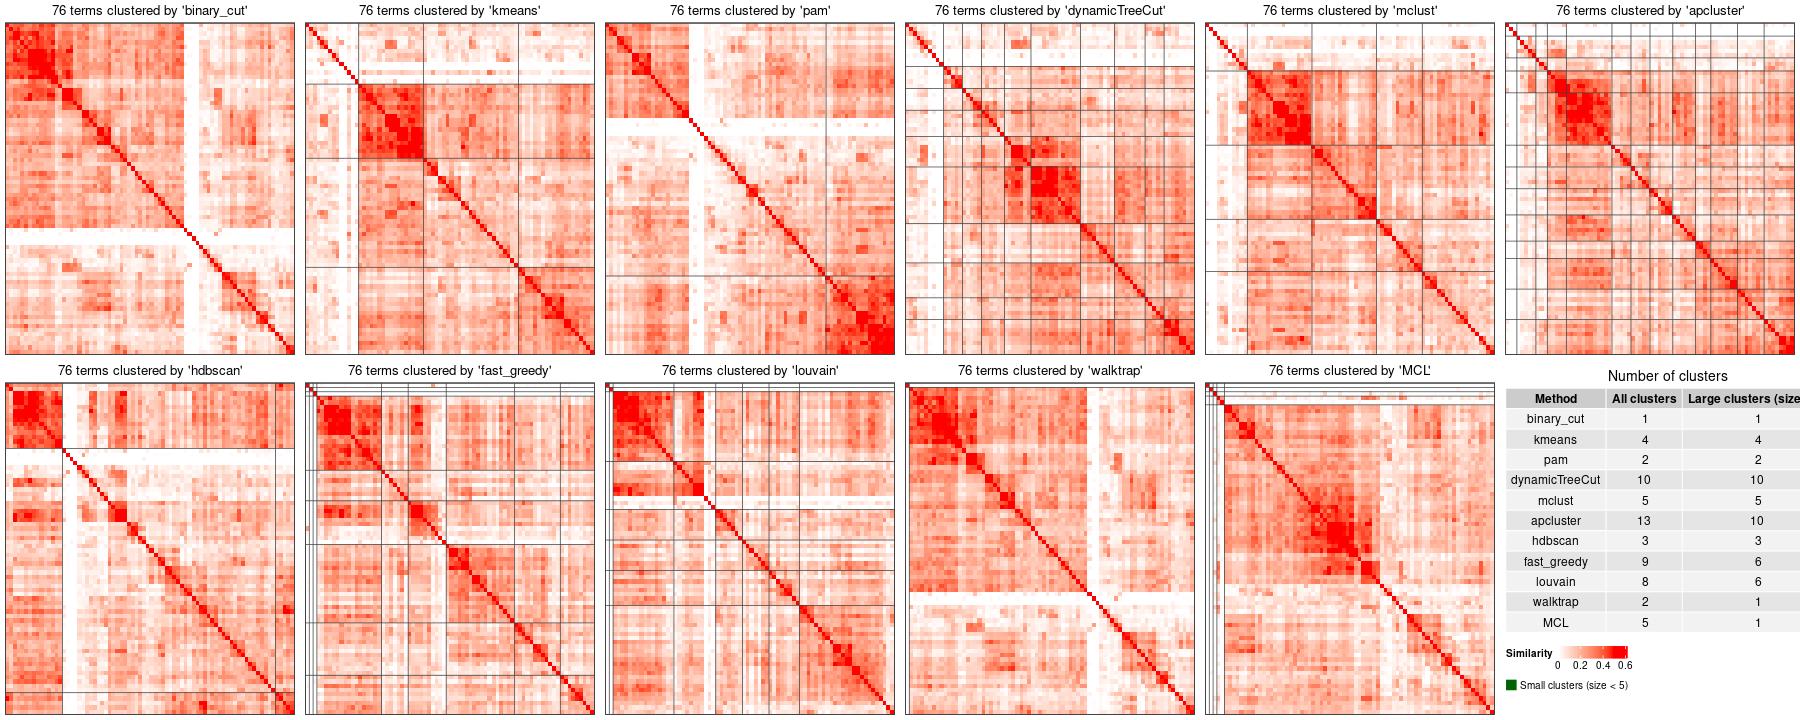 76 terms clustered by 'binary_cut'
76 terms clustered by 'kmeans'
76 terms clustered by 'pam'
76 terms clustered by 'dynamicTreeCut'
76 terms clustered by 'mclust'
76 terms clustered by 'apcluster'
76 terms clustered by 'hdbscan'
76 terms clustered by 'fast_greedy'
76 terms clustered by 'louvain'
76 terms clustered by 'walktrap'
76 terms clustered by 'MCL'
Number of clusters
Method All clusters Large clusters (size
binary_cut 1 1
kmeans 4 4
pam 2 2
dynamicTreeCut 10 10
mclust 5 5
apcluster 13 10
hdbscan 3 3
fast_greedy 9 6
louvain 8 6
walktrap 2 1
MCL 5 1
Similarity
0 0.2 0.4 0.6
Small clusters (size < 5)